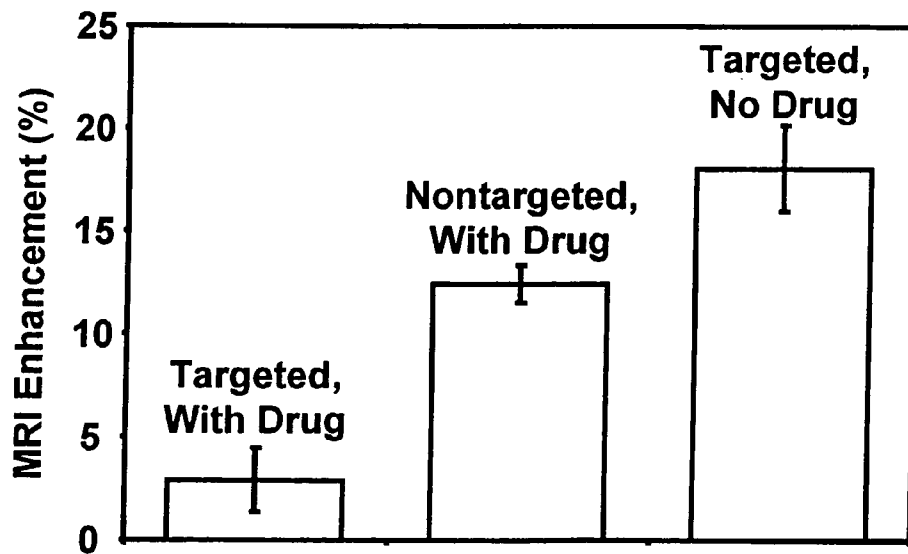 25
20
15
10
5
0
MRI Enhancement (%)
Targeted,
With Drug
Nontargeted,
With Drug
Targeted,
No Drug